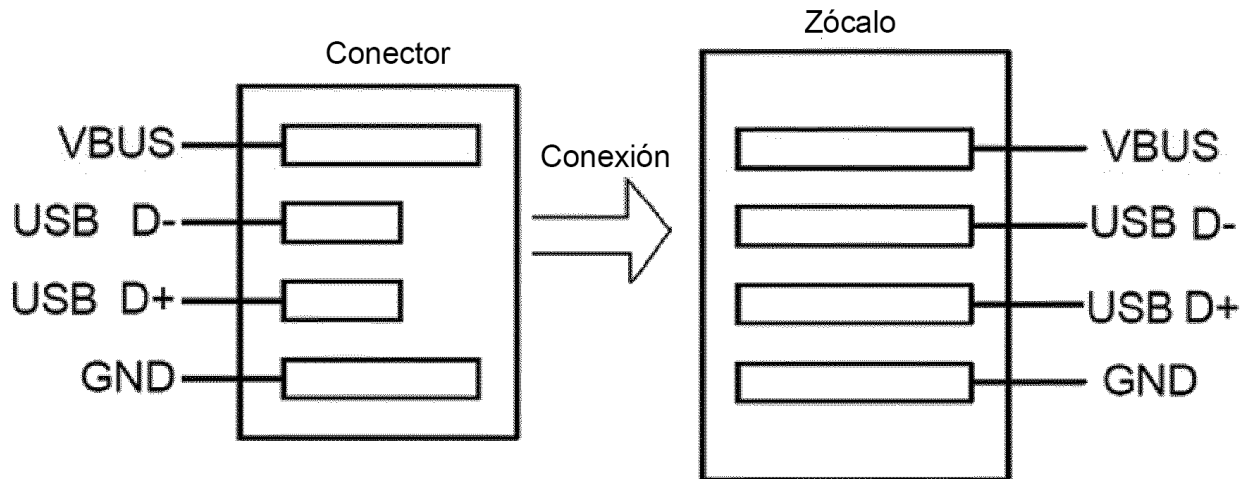 Conector
VBUS
USB D-
USB D+
GND
Conexión
Zócalo
VBUS
USB D-
USB D+
GND